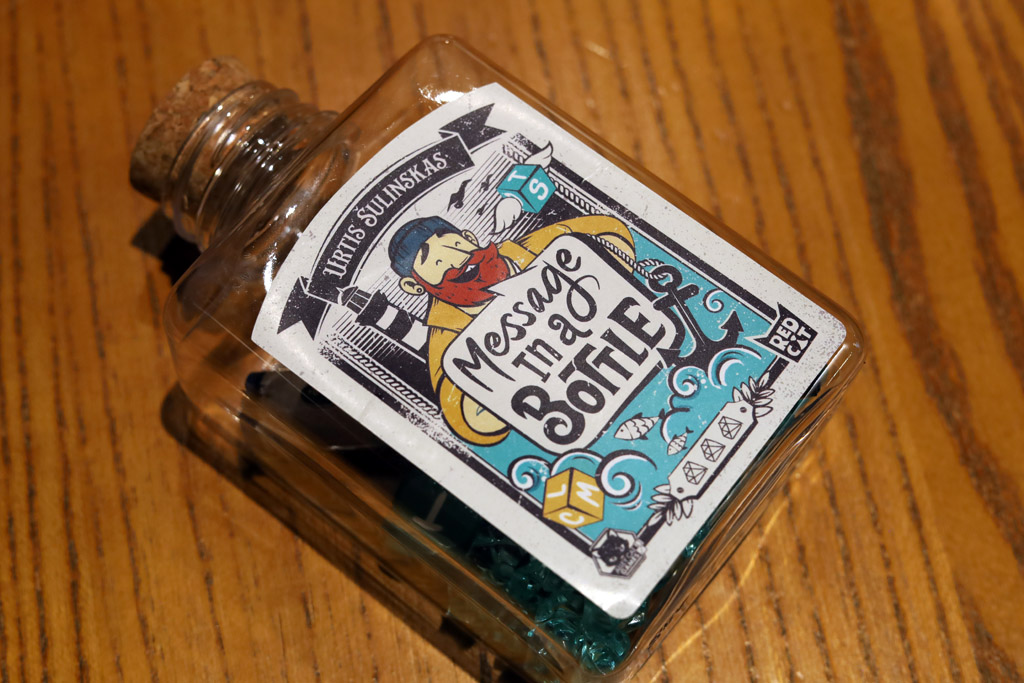 URTIS ŠULINSKAS
T
S
Message
In a
BOTTLE
RED
CAT
L
C M